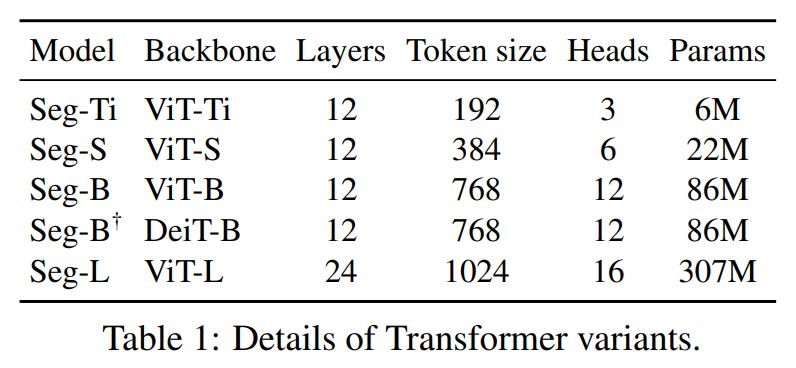 Model Backbone Layers Token size Heads Params
Seg-Ti ViT-Ti 12 192 3 6M
Seg-S ViT-S 12 384 6 22M
Seg-B ViT-B 12 768 12 86M
Seg-B† DeiT-B 12 768 12 86M
Seg-L ViT-L 24 1024 16 307M
Table 1: Details of Transformer variants.